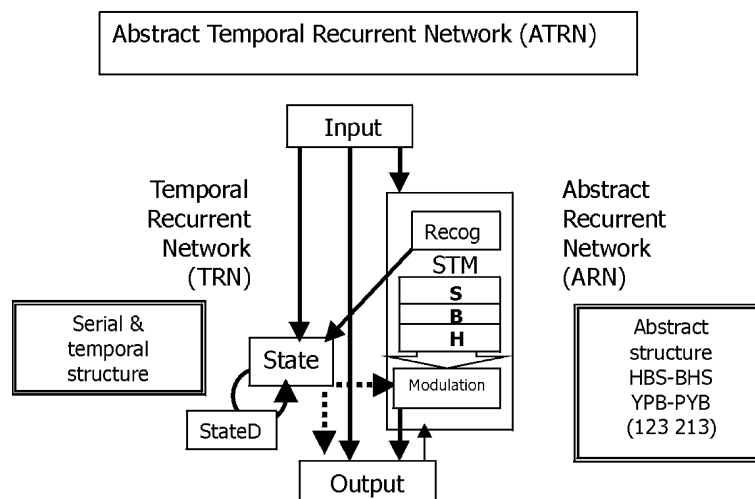 Abstract Temporal Recurrent Network (ATRN)
Input
Temporal
Recurrent
Network
(TRN)
Abstract
Recurrent
Network
(ARN)
Recog
STM
S
B
H
Serial &
temporal
structure
State
Modulation
StateD
Abstract
structure
HBS-BHS
YPB-PYB
(123 213)
Output